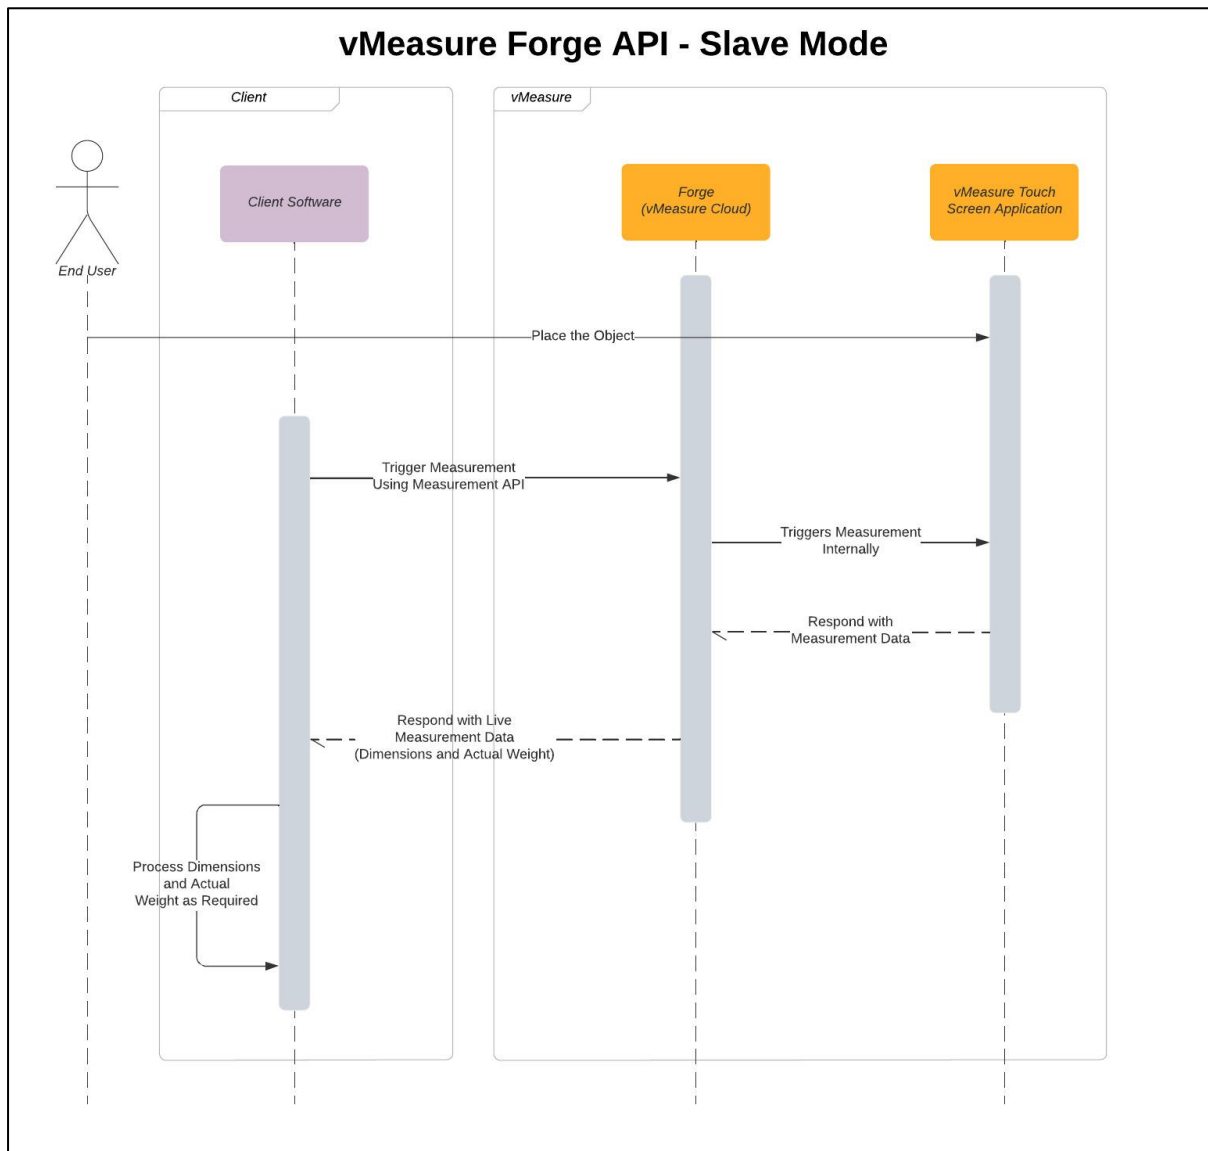 vMeasure Forge API - Slave Mode
Client
vMeasure
Client Software
Forge
(vMeasure Cloud)
vMeasure Touch
Screen Application
End User
Place the Object
Trigger Measurement
Using Measurement API
Triggers Measurement
Internally
Respond with
Measurement Data
Respond with Live
Measurement Data
(Dimensions and Actual Weight)
Process Dimensions
and Actual
Weight as Required